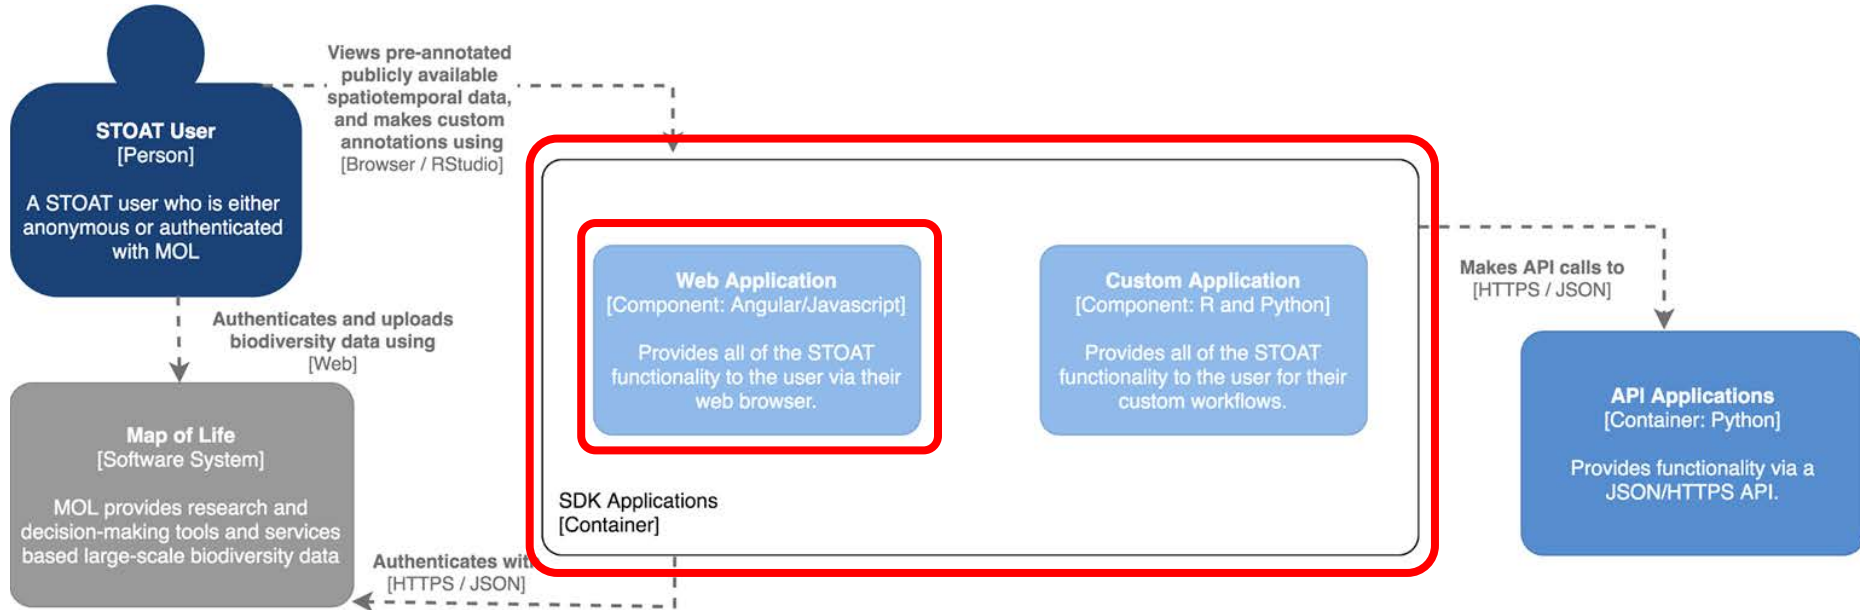 STOAT User
[Person]
A STOAT user who is either
anonymous or authenticated
with MOL
Views pre-annotated
publicly available
spatiotemporal data,
and makes custom
annotations using
[Browser / RStudio]
Authenticates and uploads
biodiversity data using
[Web]
Map of Life
[Software System]
MOL provides research and
decision-making tools and services
based large-scale biodiversity data
Authenticates with
[HTTPS / JSON]
Web Application
[Component: Angular/Javascript]
Provides all of the STOAT
functionality to the user via their
web browser.
Custom Application
[Component: R and Python]
Provides all of the STOAT
functionality to the user for their
custom workflows.
SDK Applications
[Container]
Makes API calls to
[HTTPS / JSON]
API Applications
[Container: Python]
Provides functionality via a
JSON/HTTPS API.